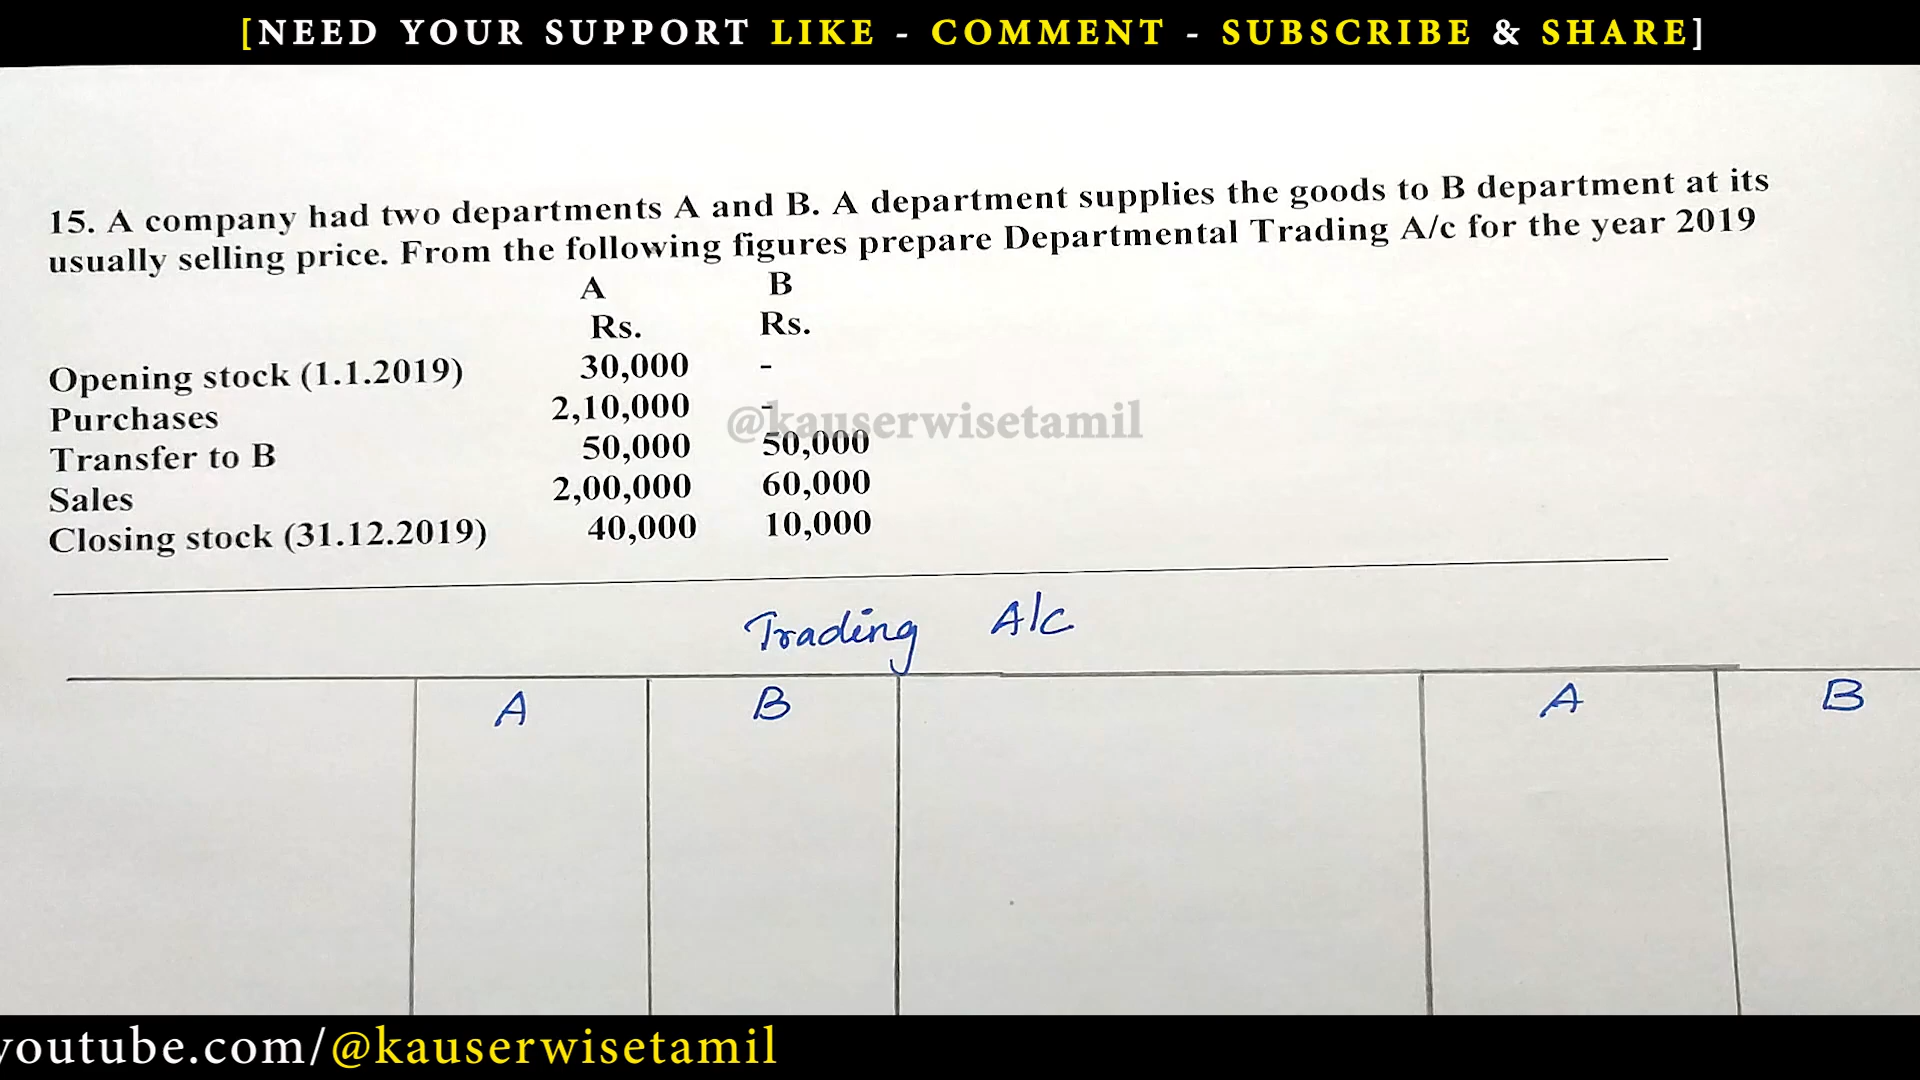 [NEED YOUR SUPPORT LIKE - COMMENT - SUBSCRIBE & SHARE]
15. A company had two departments A and B. A department supplies the goods to B department at its
usually selling price. From the following figures prepare Departmental Trading A/c for the year 2019
A B
Rs. Rs.
Opening stock (1.1.2019) 30,000 -
Purchases 2,10,000 -
@kauserwisetamil
Transfer to B 50,000 50,000
Sales 2,00,000 60,000
Closing stock (31.12.2019) 40,000 10,000
Trading A/c
A B A B
youtube.com/@kauserwisetamil